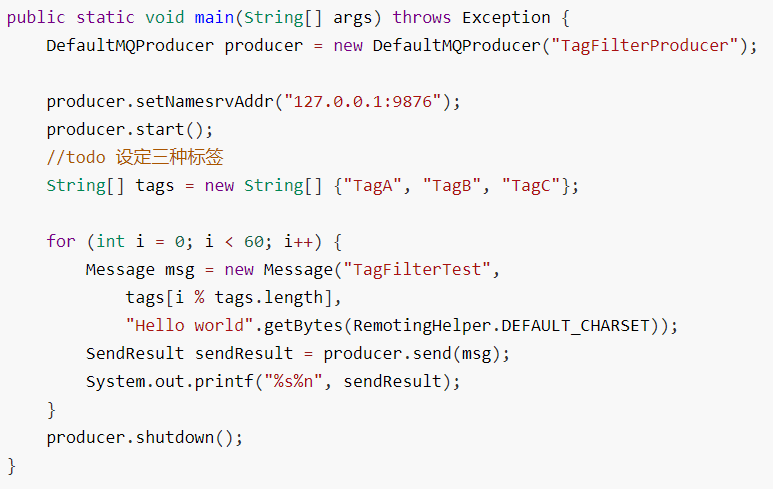 public static void main(String[] args) throws Exception {
    DefaultMQProducer producer = new DefaultMQProducer("TagFilterProducer");

    producer.setNamesrvAddr("127.0.0.1:9876");
    producer.start();
    //todo 设定三种标签
    String[] tags = new String[] {"TagA", "TagB", "TagC"};

    for (int i = 0; i < 60; i++) {
        Message msg = new Message("TagFilterTest",
            tags[i % tags.length],
            "Hello world".getBytes(RemotingHelper.DEFAULT_CHARSET));
        SendResult sendResult = producer.send(msg);
        System.out.printf("%s%n", sendResult);
    }
    producer.shutdown();
}